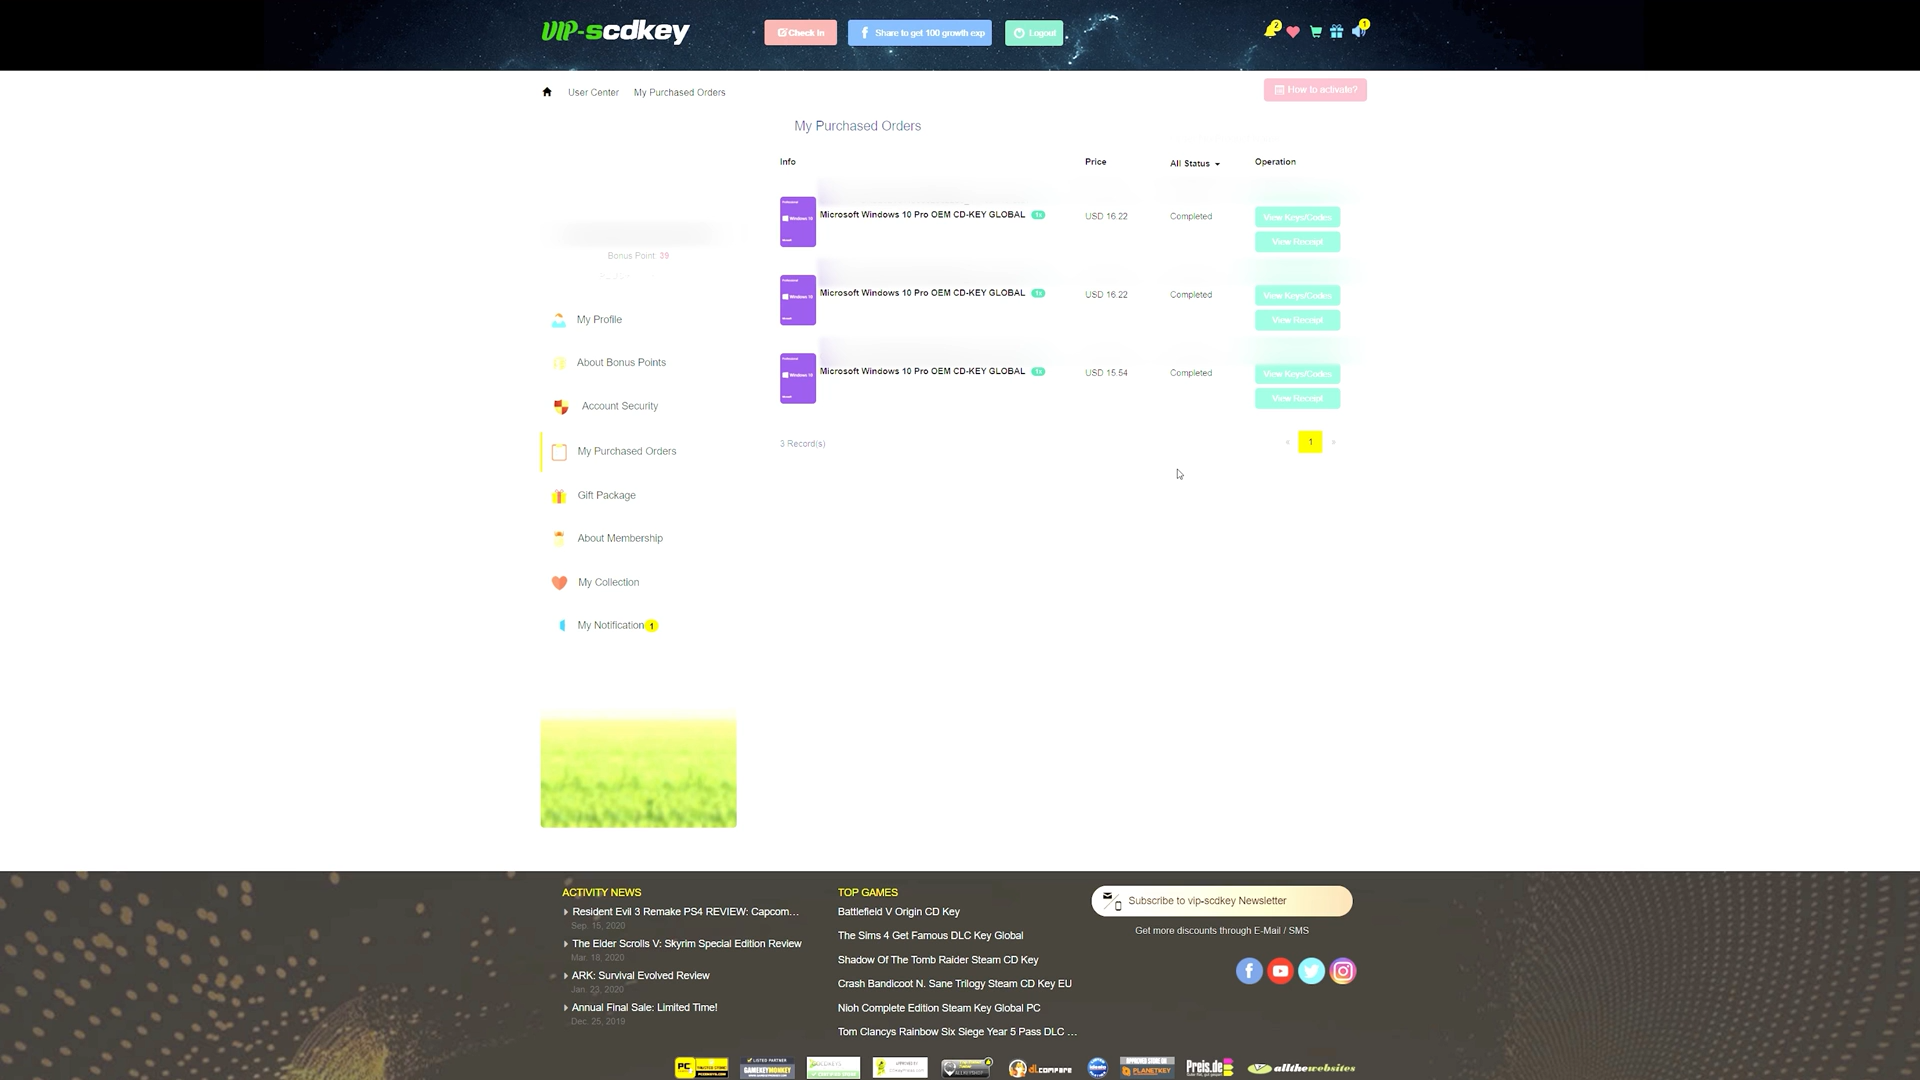 VIP-scdkey
Check in
Share to get 100 growth exp
Logout
2
1
User Center
My Purchased Orders
How to activate?
My Purchased Orders
Info
Price
All Status
Operation
Microsoft Windows 10 Pro OEM CD-KEY GLOBAL 1x
USD 16.22
Completed
View Keys/Codes
View Receipt
Bonus Point: 39
Microsoft Windows 10 Pro OEM CD-KEY GLOBAL 1x
USD 16.22
Completed
View Keys/Codes
View Receipt
Microsoft Windows 10 Pro OEM CD-KEY GLOBAL 1x
USD 15.54
Completed
View Keys/Codes
View Receipt
3 Record(s)
« 1 »
My Profile
About Bonus Points
Account Security
My Purchased Orders
Gift Package
About Membership
My Collection
My Notification 1
ACTIVITY NEWS
Resident Evil 3 Remake PS4 REVIEW: Capcom...
Sep. 15, 2020
The Elder Scrolls V: Skyrim Special Edition Review
Mar. 18, 2020
ARK: Survival Evolved Review
Jan. 23, 2020
Annual Final Sale: Limited Time!
Dec. 25, 2019
TOP GAMES
Battlefield V Origin CD Key
The Sims 4 Get Famous DLC Key Global
Shadow Of The Tomb Raider Steam CD Key
Crash Bandicoot N. Sane Trilogy Steam CD Key EU
Nioh Complete Edition Steam Key Global PC
Tom Clancys Rainbow Six Siege Year 5 Pass DLC ...
Subscribe to vip-scdkey Newsletter
Get more discounts through E-Mail / SMS
LISTED PARTNER
GAMEKEYMONKEY
DLCOMPARE
PLANETKEY
Preis.de
allthewebsites